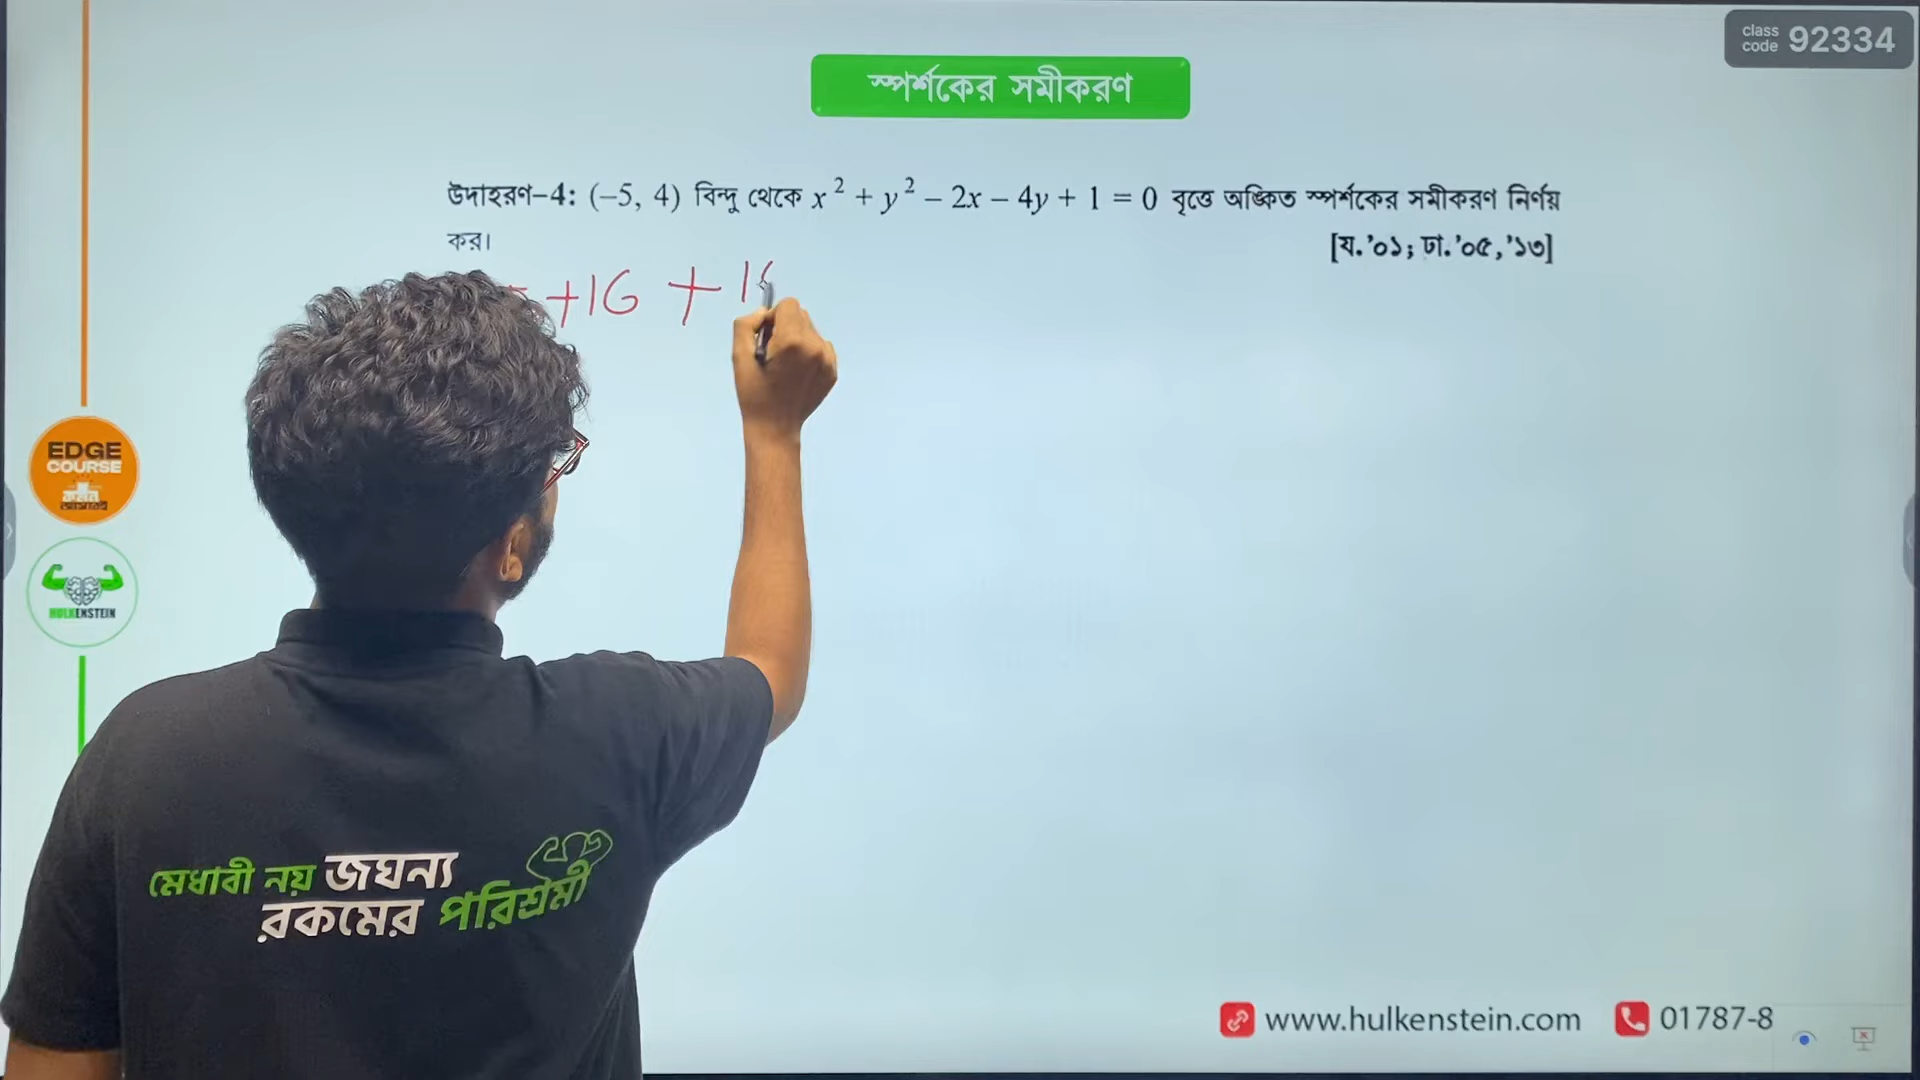 class code 92334
স্পর্শকের সমীকরণ
উদাহরণ–4: (–5, 4) বিন্দু থেকে x² + y² – 2x – 4y + 1 = 0 বৃত্তে অঙ্কিত স্পর্শকের সমীকরণ নির্ণয়
কর।
[য.'০১; ঢা.'০৫,'১৩]
+16 + 1
EDGE
COURSE
HULKENSTEIN
মেধাবী নয় জঘন্য
রকমের পরিশ্রমী
www.hulkenstein.com 01787-8